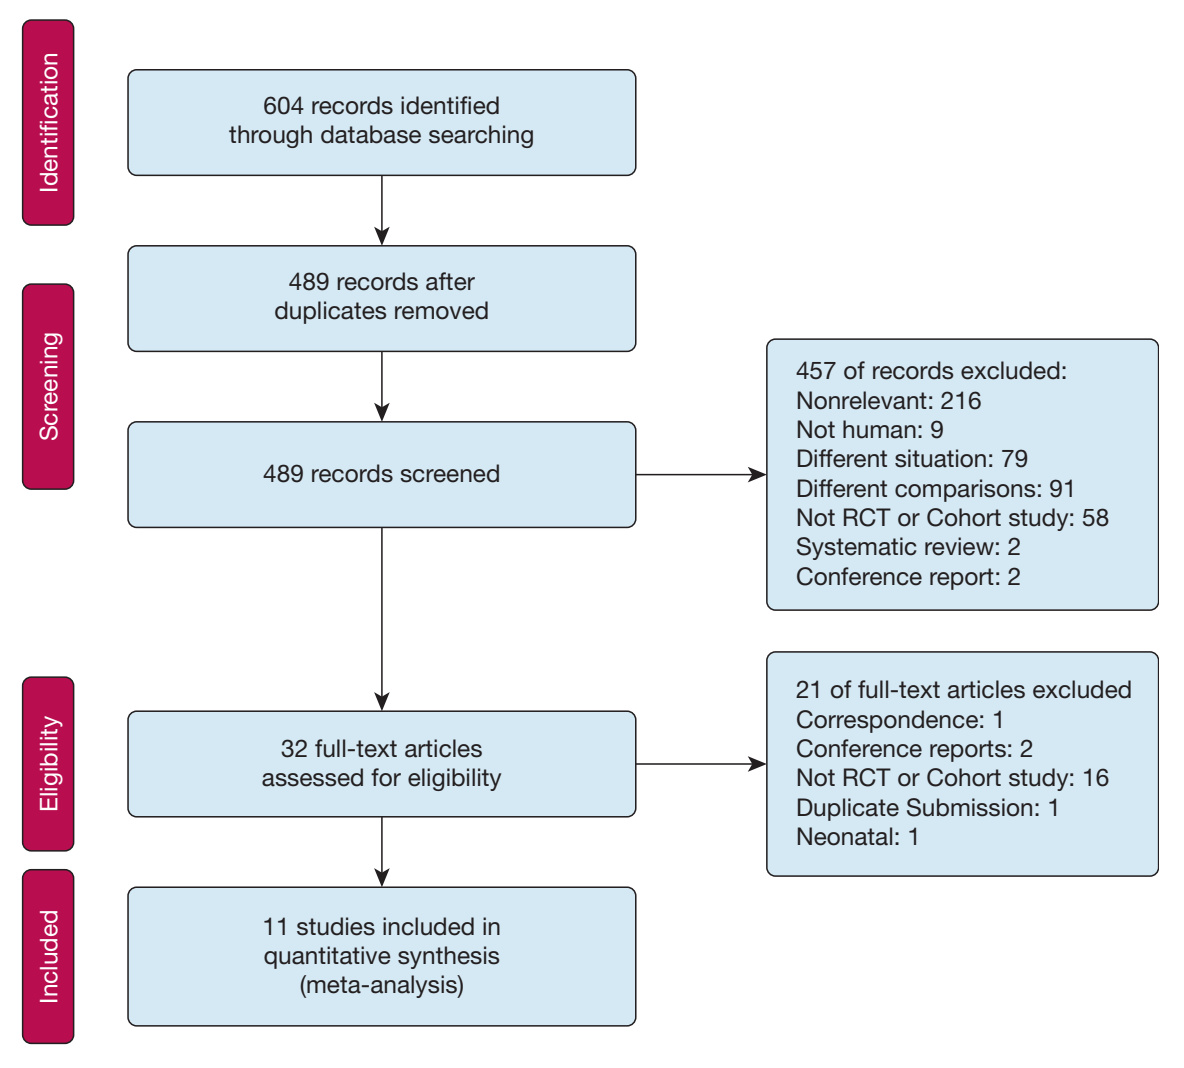 Identification
604 records identified
through database searching
Screening
489 records after
duplicates removed
489 records screened
457 of records excluded:
Nonrelevant: 216
Not human: 9
Different situation: 79
Different comparisons: 91
Not RCT or Cohort study: 58
Systematic review: 2
Conference report: 2
Eligibility
32 full-text articles
assessed for eligibility
21 of full-text articles excluded
Correspondence: 1
Conference reports: 2
Not RCT or Cohort study: 16
Duplicate Submission: 1
Neonatal: 1
Included
11 studies included in
quantitative synthesis
(meta-analysis)